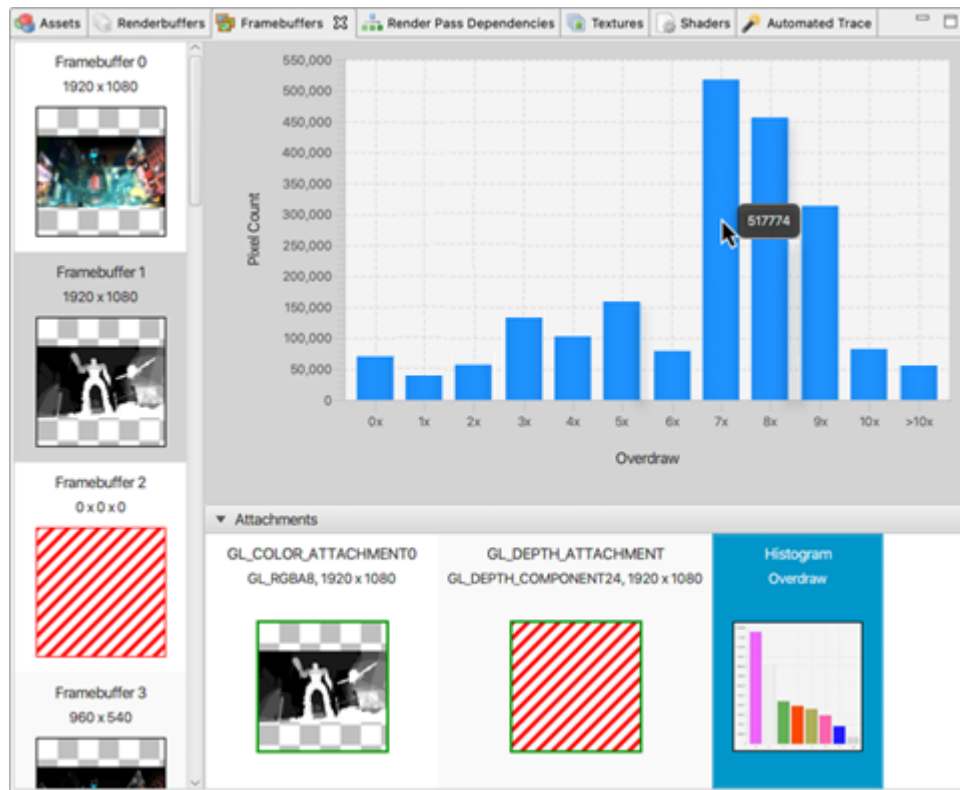 Assets Renderbuffers Framebuffers Render Pass Dependencies Textures Shaders Automated Trace
Framebuffer 0
1920 x 1080
Framebuffer 1
1920 x 1080
Framebuffer 2
0 x 0 x 0
Framebuffer 3
960 x 540
550,000
500,000
450,000
400,000
350,000
300,000
250,000
200,000
150,000
100,000
50,000
0
Pixel Count
517774
0x 1x 2x 3x 4x 5x 6x 7x 8x 9x 10x >10x
Overdraw
Attachments
GL_COLOR_ATTACHMENT0
GL_RGBA8, 1920 x 1080
GL_DEPTH_ATTACHMENT
GL_DEPTH_COMPONENT24, 1920 x 1080
Histogram
Overdraw